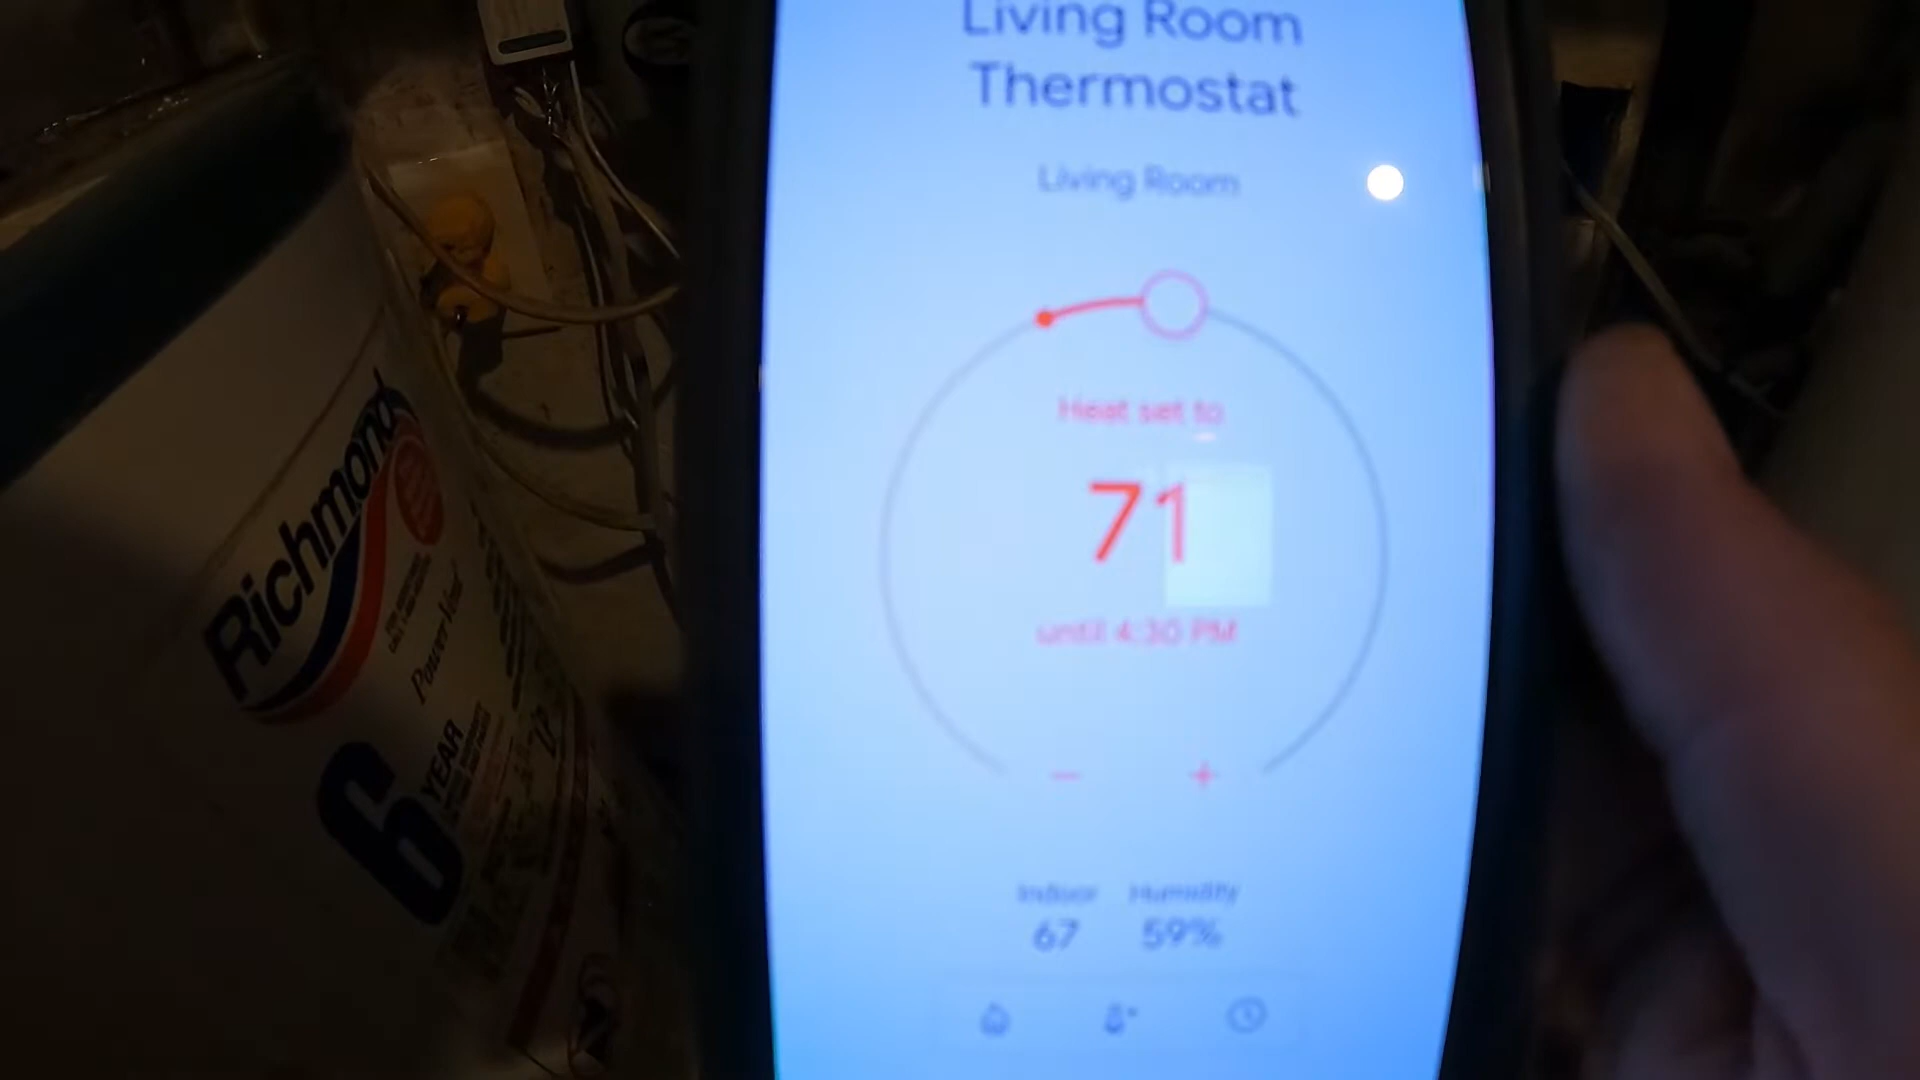 Living Room
Thermostat
Living Room
Heat set to
71
until 4:30 PM
− +
Indoor Humidity
67 59%
Richmond
Power Vent
6 YEAR